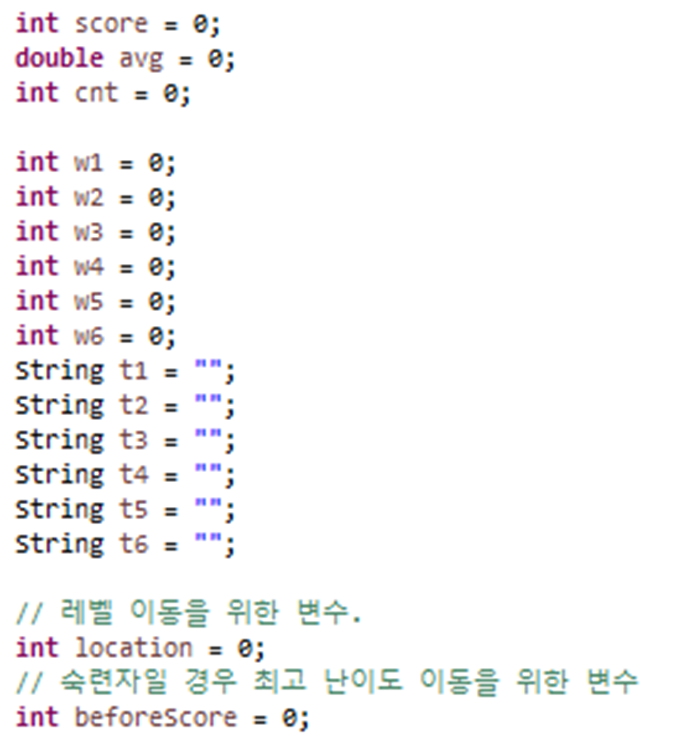 int score = 0;
double avg = 0;
int cnt = 0;
int w1 = 0;
int w2 = 0;
int w3 = 0;
int w4 = 0;
int w5 = 0;
int w6 = 0;
String t1 = "";
String t2 = "";
String t3 = "";
String t4 = "";
String t5 = "";
String t6 = "";
// 레벨 이동을 위한 변수.
int location = 0;
// 숙련자일 경우 최고 난이도 이동을 위한 변수
int beforeScore = 0;